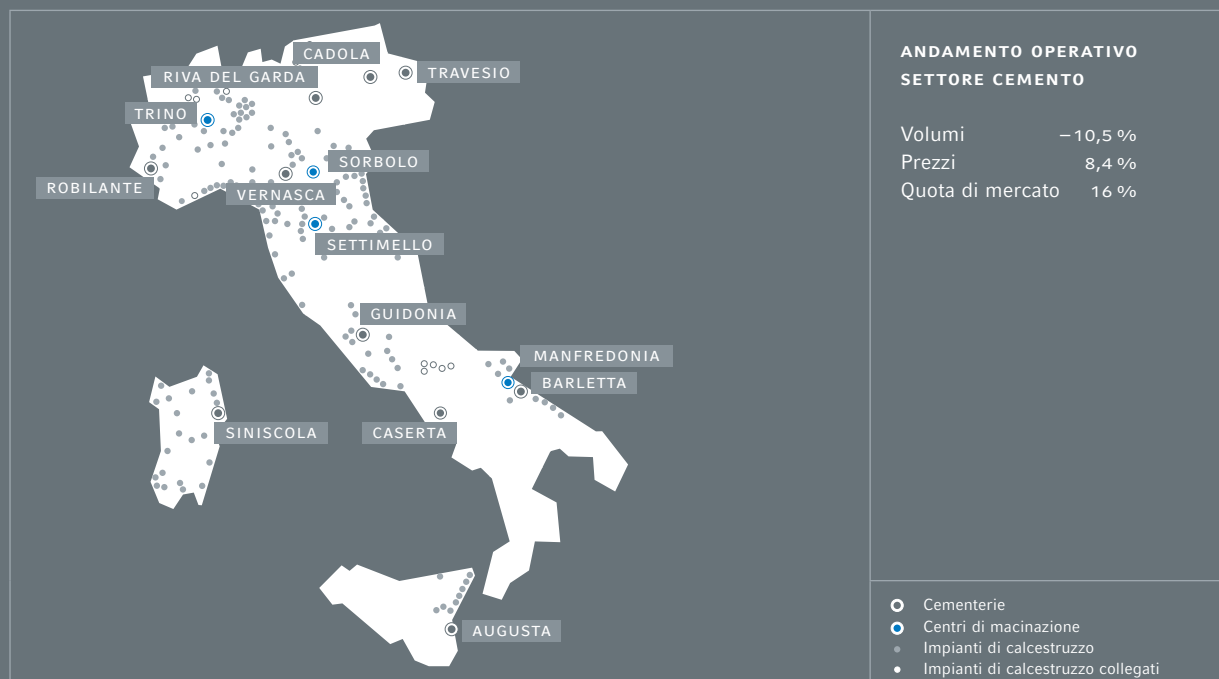 CADOLA
TRAVESIO
RIVA DEL GARDA
TRINO
SORBOLO
ROBILANTE
VERNASCA
SETTIMELLO
GUIDONIA
MANFREDONIA
BARLETTA
SINISCOLA
CASERTA
AUGUSTA
ANDAMENTO OPERATIVO
SETTORE CEMENTO
Volumi −10,5 %
Prezzi 8,4 %
Quota di mercato 16 %
Cementerie
Centri di macinazione
Impianti di calcestruzzo
Impianti di calcestruzzo collegati